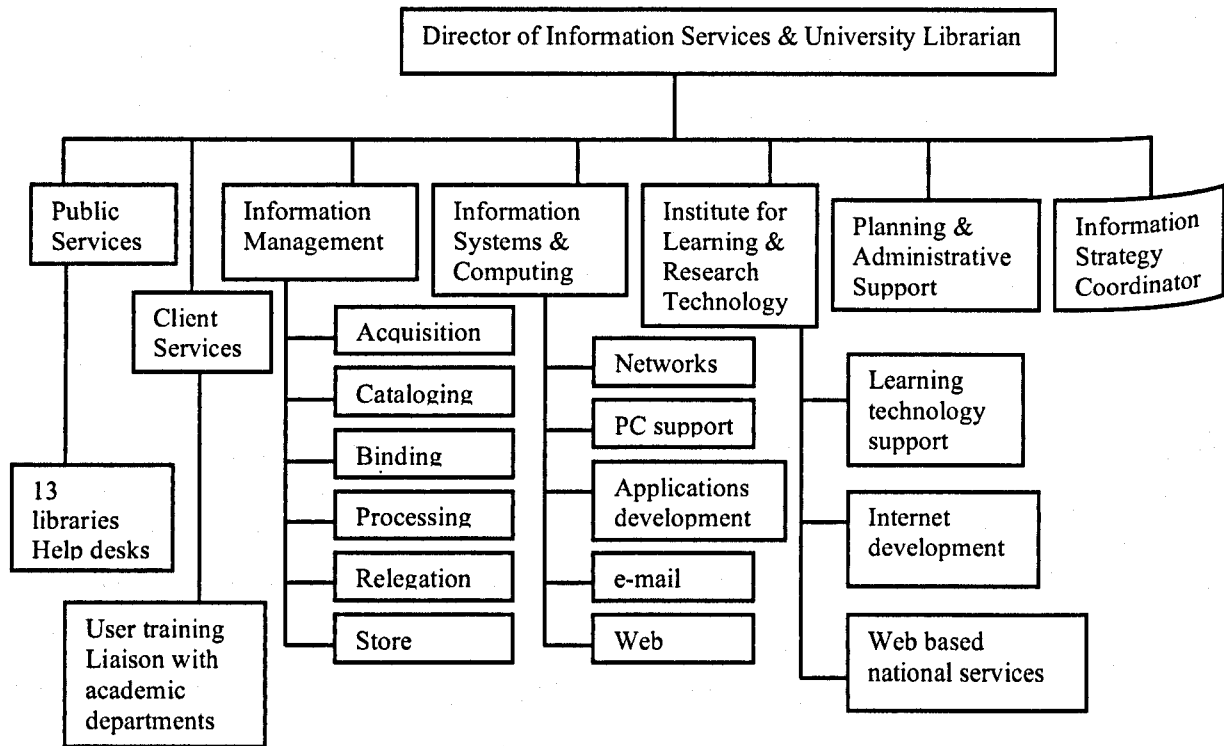 Director of Information Services & University Librarian
Public
Services
Client
Services
Information
Management
Information
Systems &
Computing
Institute for
Learning &
Research
Technology
Planning &
Administrative
Support
Information
Strategy
Coordinator
13
libraries
Help desks
User training
Liaison with
academic
departments
Acquisition
Cataloging
Binding
Processing
Relegation
Store
Networks
PC support
Applications
development
e-mail
Web
Learning
technology
support
Internet
development
Web based
national services